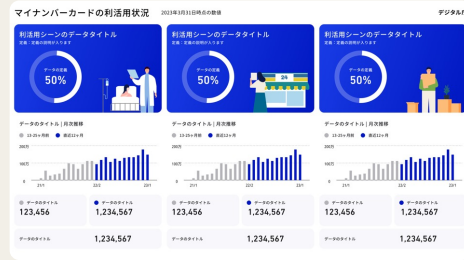 マイナンバーカードの利活用状況
2023年3月31日時点の数値
デジタル
利活用シーンのデータタイトル
定義：定義の説明が入ります
データの定義
50%
データのタイトル | 月次推移
13-25ヶ月前
直近12ヶ月
200万
100万
0
21/1
22/2
23/1
データのタイトル
123,456
データのタイトル
1,234,567
データのタイトル
1,234,567
利活用シーンのデータタイトル
定義：定義の説明が入ります
データの定義
50%
24
データのタイトル | 月次推移
13-25ヶ月前
直近12ヶ月
200万
100万
0
21/1
22/2
23/1
データのタイトル
123,456
データのタイトル
1,234,567
データのタイトル
1,234,567
利活用シーンのデータタイトル
定義：定義の説明が入ります
データの定義
50%
データのタイトル | 月次推移
13-25ヶ月前
直近12ヶ月
200万
100万
0
21/1
22/2
23/1
データのタイトル
123,456
データのタイトル
1,234,567
データのタイトル
1,234,567